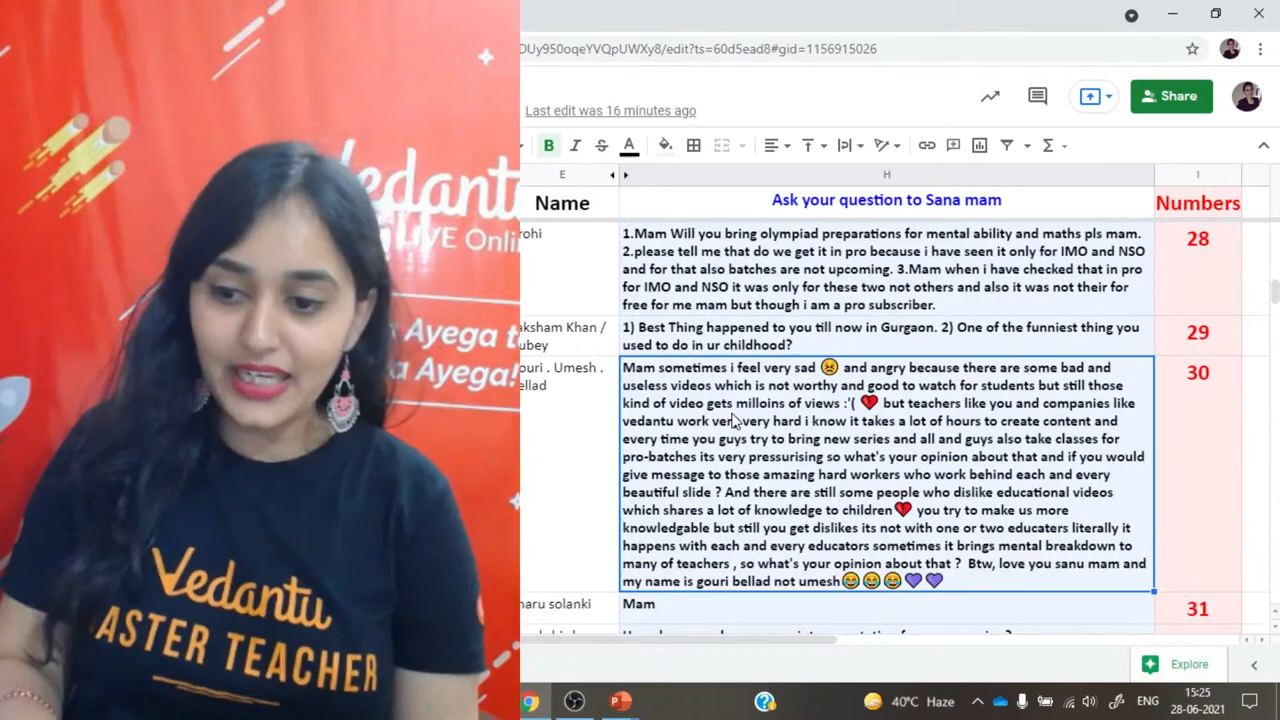 DUy950oqeYVQpUWXy8/edit?ts=60d5ead8#gid=1156915026
Last edit was 16 minutes ago
Share
B
I
S
A
E
H
I
Name
Ask your question to Sana mam
Numbers
rohi
1.Mam Will you bring olympiad preparations for mental ability and maths pls mam.
2.please tell me that do we get it in pro because i have seen it only for IMO and NSO
and for that also batches are not upcoming. 3.Mam when i have checked that in pro
for IMO and NSO it was only for these two not others and also it was not their for
free for me mam but though i am a pro subscriber.
28
aksham Khan /
ubey
1) Best Thing happened to you till now in Gurgaon. 2) One of the funniest thing you
used to do in ur childhood?
29
ouri . Umesh .
ellad
Mam sometimes i feel very sad 😣 and angry because there are some bad and
useless videos which is not worthy and good to watch for students but still those
kind of video gets milloins of views :'( 💔 but teachers like you and companies like
vedantu work very very hard i know it takes a lot of hours to create content and
every time you guys try to bring new series and all and guys also take classes for
pro-batches its very pressurising so what's your opinion about that and if you would
give message to those amazing hard workers who work behind each and every
beautiful slide ? And there are still some people who dislike educational videos
which shares a lot of knowledge to children💔 you try to make us more
knowledgable but still you get dislikes its not with one or two educaters literally it
happens with each and every educators sometimes it brings mental breakdown to
many of teachers , so what's your opinion about that ? Btw, love you sanu mam and
my name is gouri bellad not umesh😂😂😂💜💜
30
haru solanki
Mam
31
Explore
40°C Haze
ENG
15:25
28-06-2021
edantu
LIVE Onli
Ayega t
Ayega!
Vedantu
ASTER TEACHER